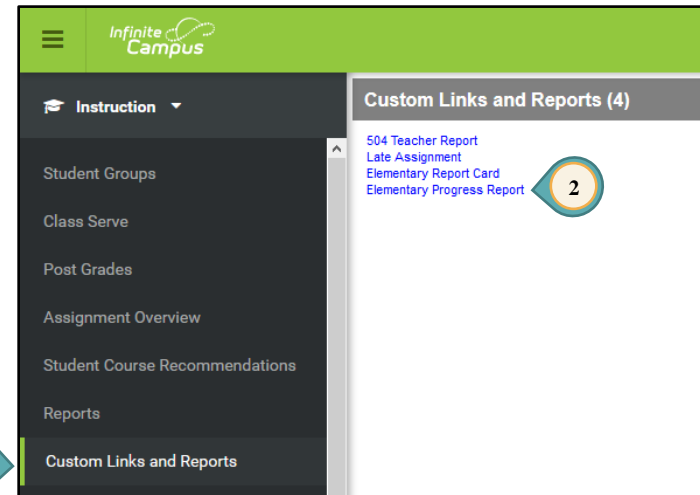 Infinite
Campus
Instruction
Custom Links and Reports (4)
504 Teacher Report
Late Assignment
Elementary Report Card
Elementary Progress Report
2
Student Groups
Class Serve
Post Grades
Assignment Overview
Student Course Recommendations
Reports
Custom Links and Reports